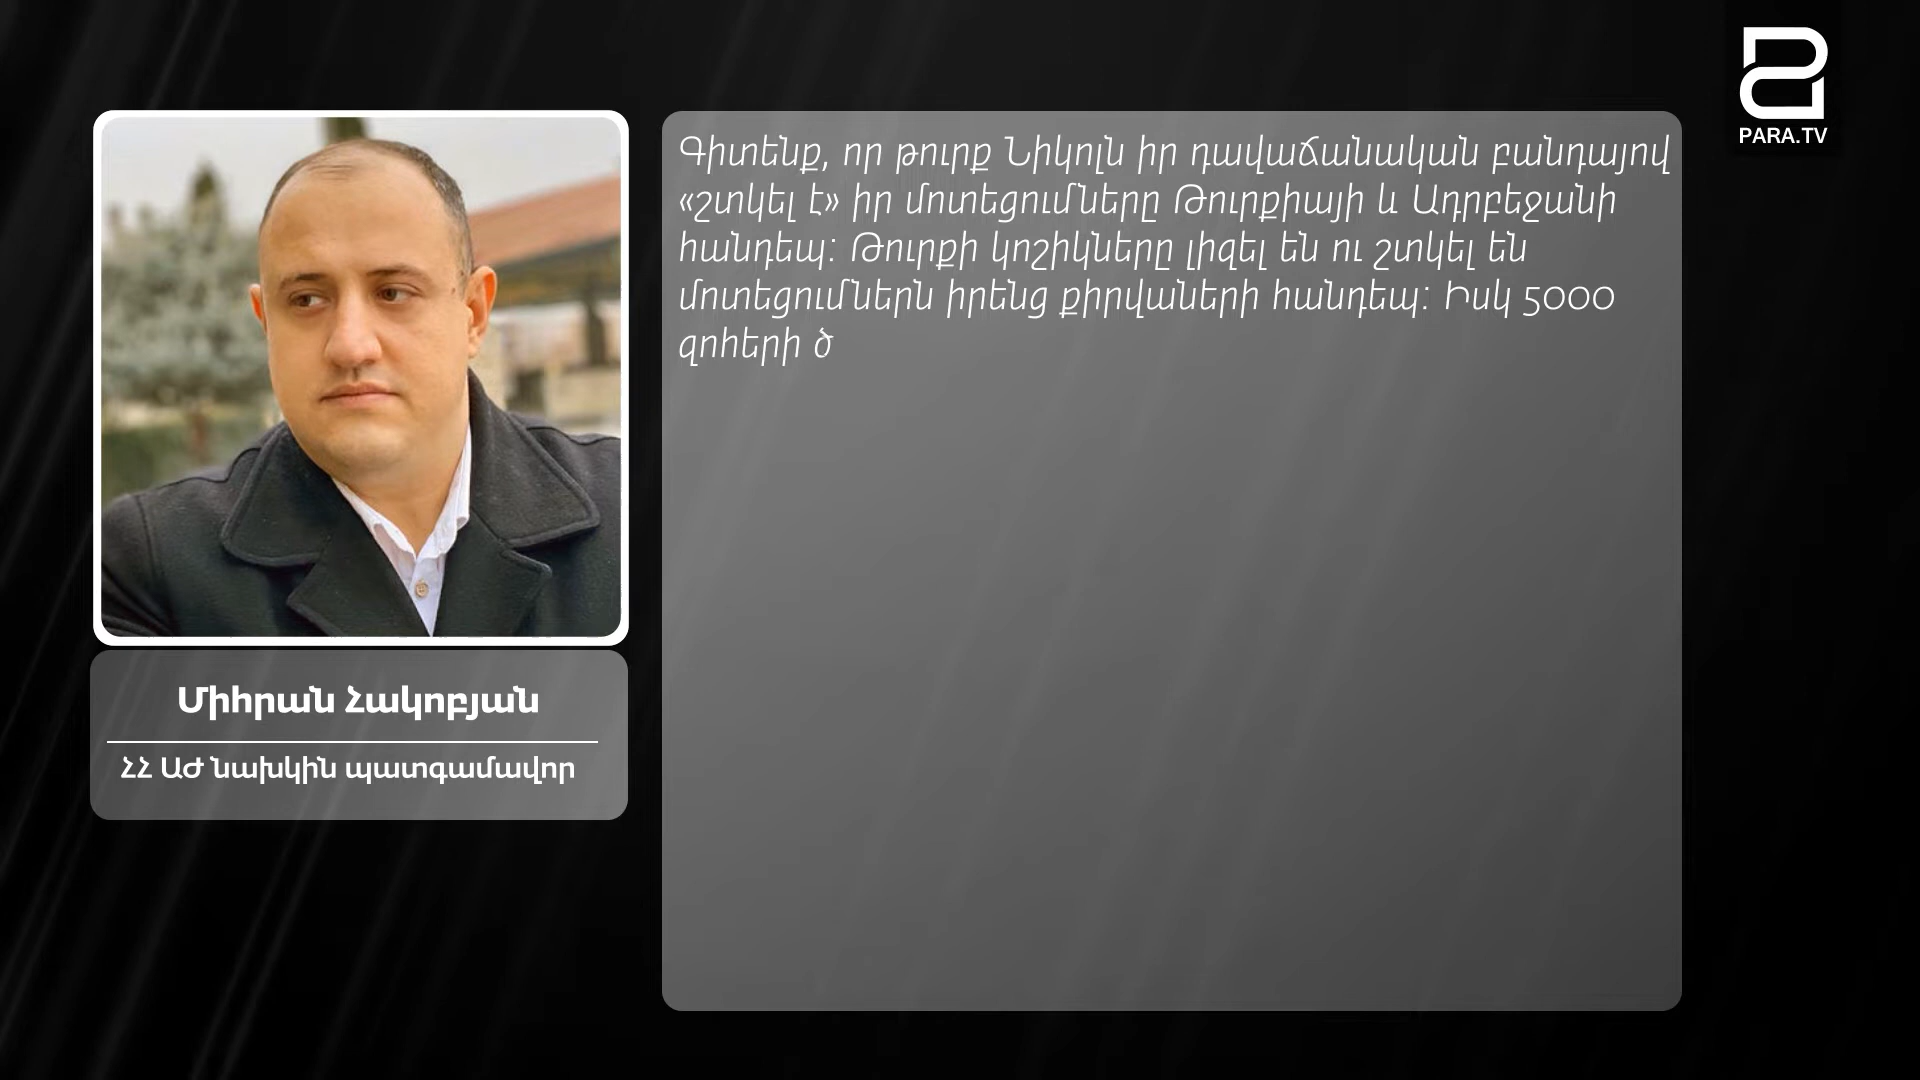 PARA.TV
Գիտենք, որ թուրք Նիկոլն իր դավաճանական բանդայով
«շտկել է» իր մոտեցումները Թուրքիայի և Ադրբեջանի
հանդեպ։ Թուրքի կոշիկները լիզել են ու շտկել են
մոտեցումներն իրենց քիրվաների հանդեպ։ Իսկ 5000
զոհերի ծ
Միհրան Հակոբյան
ՀՀ ԱԺ նախկին պատգամավոր